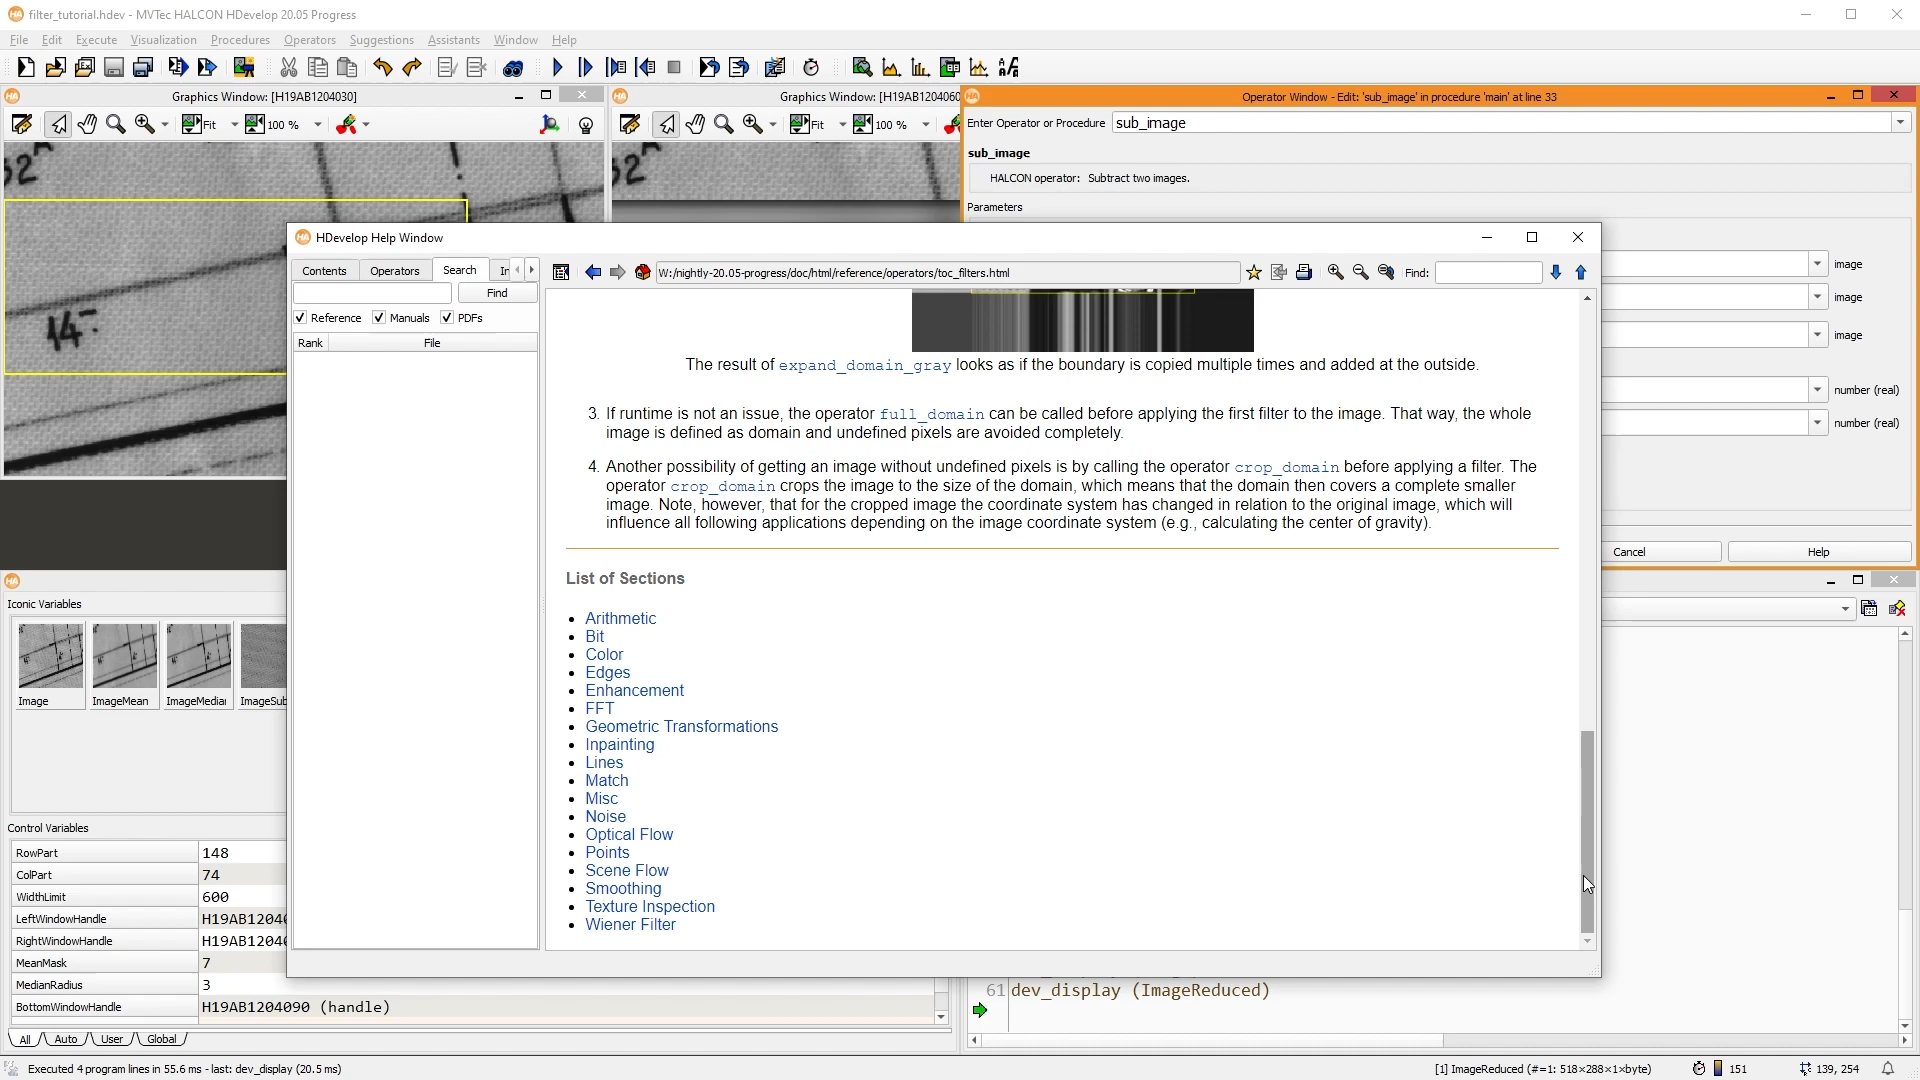 filter_tutorial.hdev - MVTec HALCON HDevelop 20.05 Progress
File Edit Execute Visualization Procedures Operators Suggestions Assistants Window Help
Graphics Window: [H19AB1204030]
Graphics Window: [H19AB1204060
Operator Window - Edit: 'sub_image' in procedure 'main' at line 33
Fit 100 %
Fit 100 %
Enter Operator or Procedure sub_image
sub_image
HALCON operator: Subtract two images.
Parameters
image
image
image
number (real)
number (real)
Cancel Help
32A
32
14
HDevelop Help Window
Contents Operators Search In
W:/nightly-20.05-progress/doc/html/reference/operators/toc_filters.html
Find:
Find
Reference Manuals PDFs
Rank File
The result of expand_domain_gray looks as if the boundary is copied multiple times and added at the outside.
3. If runtime is not an issue, the operator full_domain can be called before applying the first filter to the image. That way, the whole
image is defined as domain and undefined pixels are avoided completely.
4. Another possibility of getting an image without undefined pixels is by calling the operator crop_domain before applying a filter. The
operator crop_domain crops the image to the size of the domain, which means that the domain then covers a complete smaller
image. Note, however, that for the cropped image the coordinate system has changed in relation to the original image, which will
influence all following applications depending on the image coordinate system (e.g., calculating the center of gravity).
List of Sections
Arithmetic
Bit
Color
Edges
Enhancement
FFT
Geometric Transformations
Inpainting
Lines
Match
Misc
Noise
Optical Flow
Points
Scene Flow
Smoothing
Texture Inspection
Wiener Filter
Iconic Variables
Image ImageMean ImageMedian ImageSub
Control Variables
RowPart 148
ColPart 74
WidthLimit 600
LeftWindowHandle H19AB12040
RightWindowHandle H19AB12040
MeanMask 7
MedianRadius 3
BottomWindowHandle H19AB1204090 (handle)
All Auto User Global
61 dev_display (ImageReduced)
Executed 4 program lines in 55.6 ms - last: dev_display (20.5 ms)
[1] ImageReduced (#=1: 518×288×1×byte) 151 139, 254